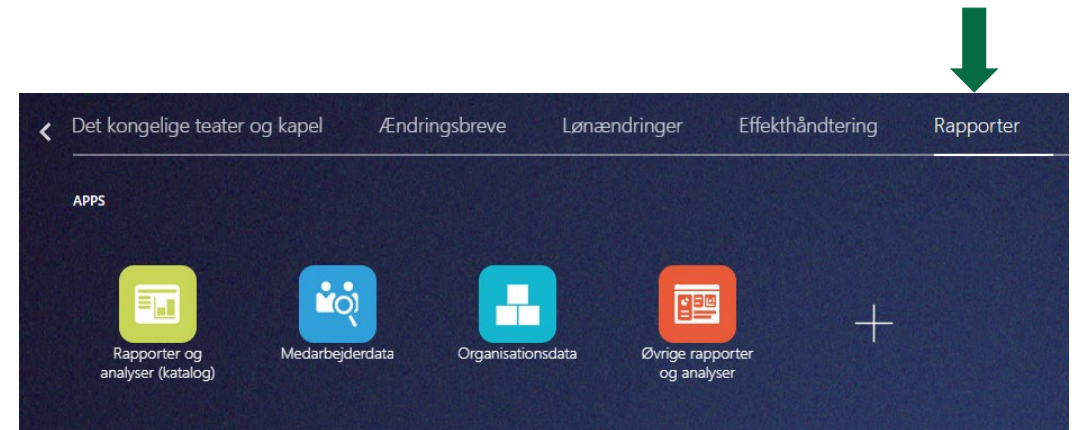 Det kongelige teater og kapel Ændringsbreve Lønændringer Effekthåndtering Rapporter
APPS
Rapporter og
analyser (katalog)
Medarbejderdata
Organisationsdata
Øvrige rapporter
og analyser